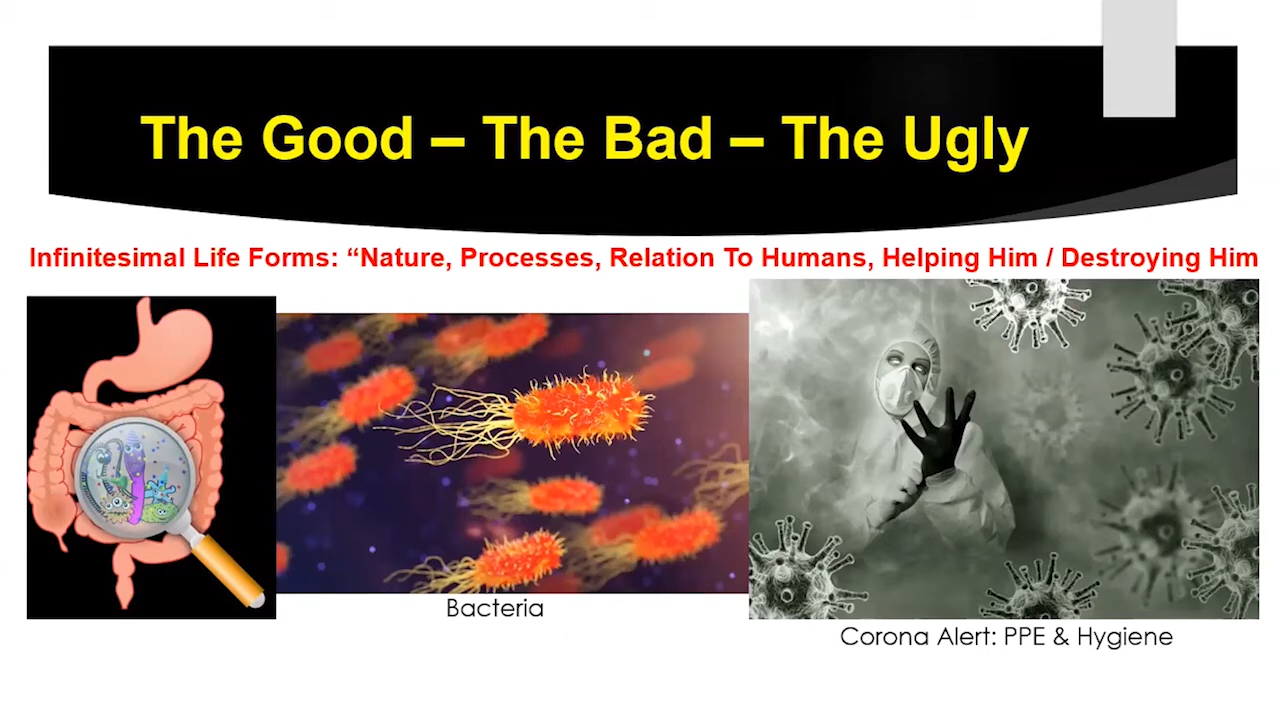 The Good – The Bad – The Ugly
Infinitesimal Life Forms: “Nature, Processes, Relation To Humans, Helping Him / Destroying Him
Bacteria
Corona Alert: PPE & Hygiene